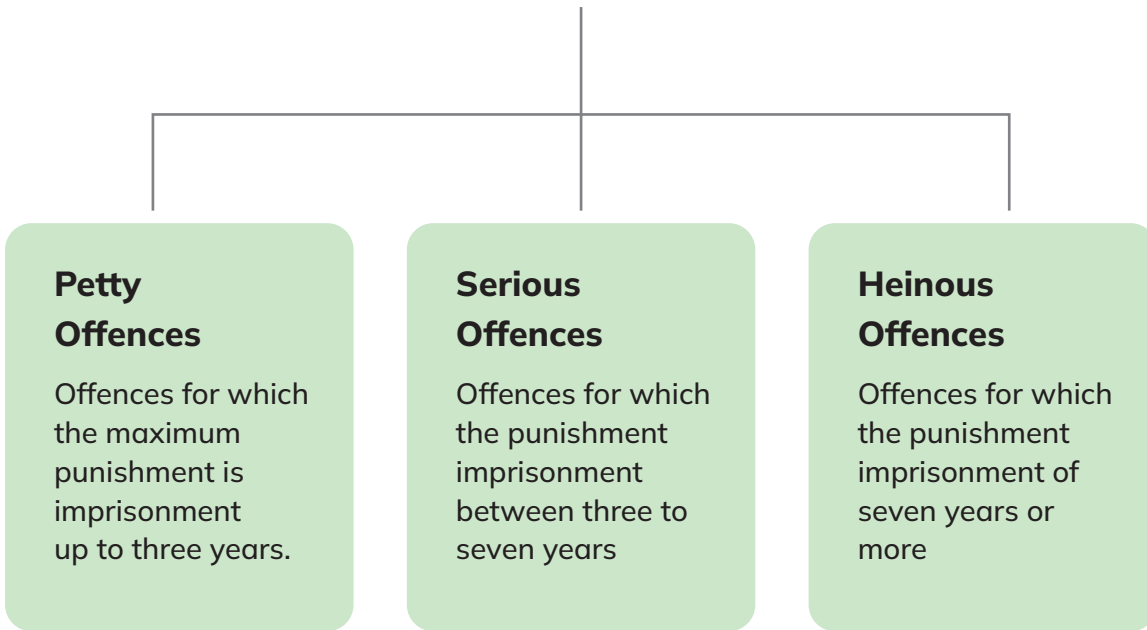 Petty
Offences
Offences for which
the maximum
punishment is
imprisonment
up to three years.
Serious
Offences
Offences for which
the punishment
imprisonment
between three to
seven years
Heinous
Offences
Offences for which
the punishment
imprisonment of
seven years or
more